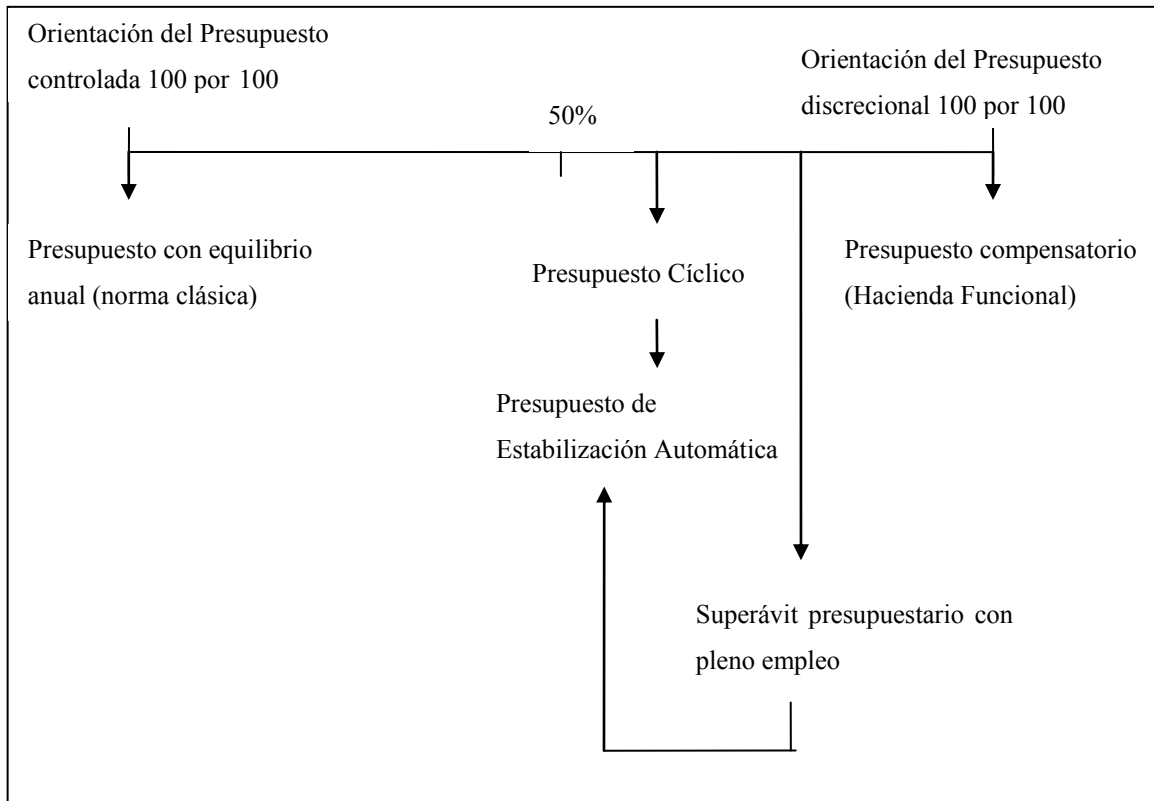 Orientación del Presupuesto
controlada 100 por 100
Orientación del Presupuesto
discrecional 100 por 100
50%
Presupuesto con equilibrio
anual (norma clásica)
Presupuesto Cíclico
Presupuesto compensatorio
(Hacienda Funcional)
Presupuesto de
Estabilización Automática
Superávit presupuestario con
pleno empleo